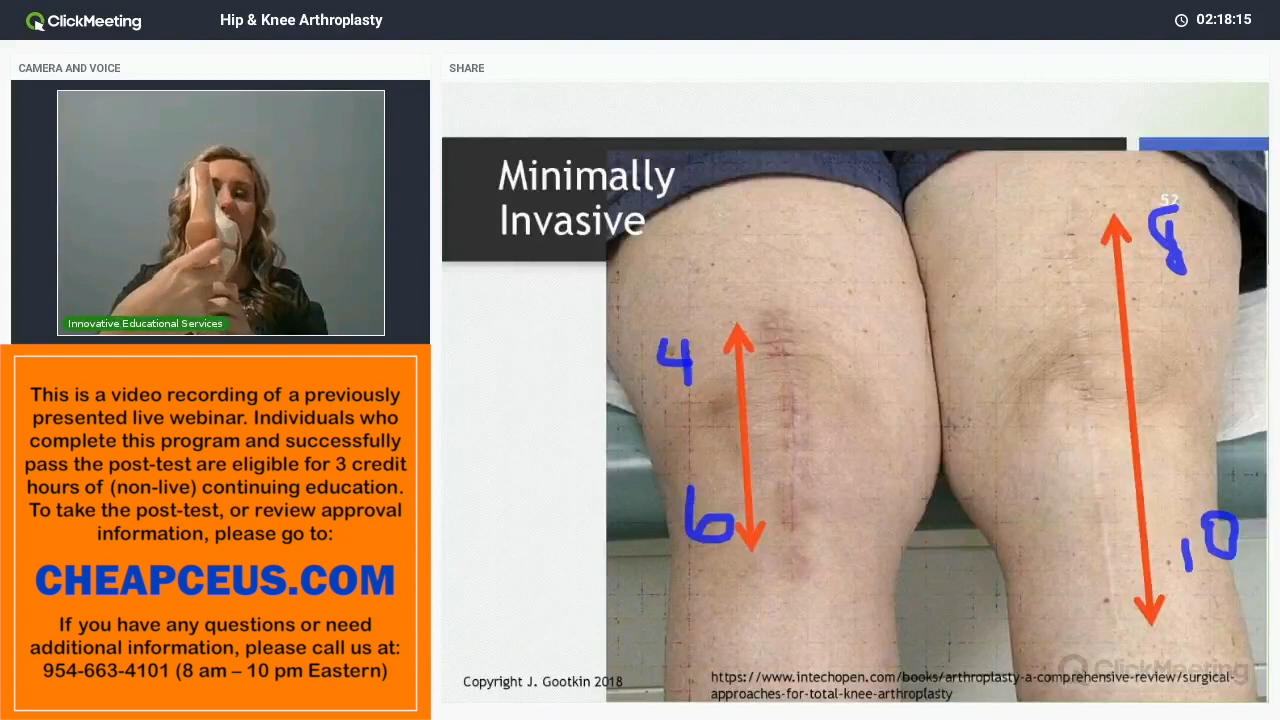 ClickMeeting
Hip & Knee Arthroplasty
02:18:15
CAMERA AND VOICE
SHARE
Innovative Educational Services
This is a video recording of a previously
presented live webinar. Individuals who
complete this program and successfully
pass the post-test are eligible for 3 credit
hours of (non-live) continuing education.
To take the post-test, or review approval
information, please go to:
CHEAPCEUS.COM
If you have any questions or need
additional information, please call us at:
954-663-4101 (8 am – 10 pm Eastern)
Minimally
Invasive
52
8
4
6
10
Copyright J. Gootkin 2018
https://www.intechopen.com/books/arthroplasty-a-comprehensive-review/surgical-
approaches-for-total-knee-arthroplasty
ClickMeeting